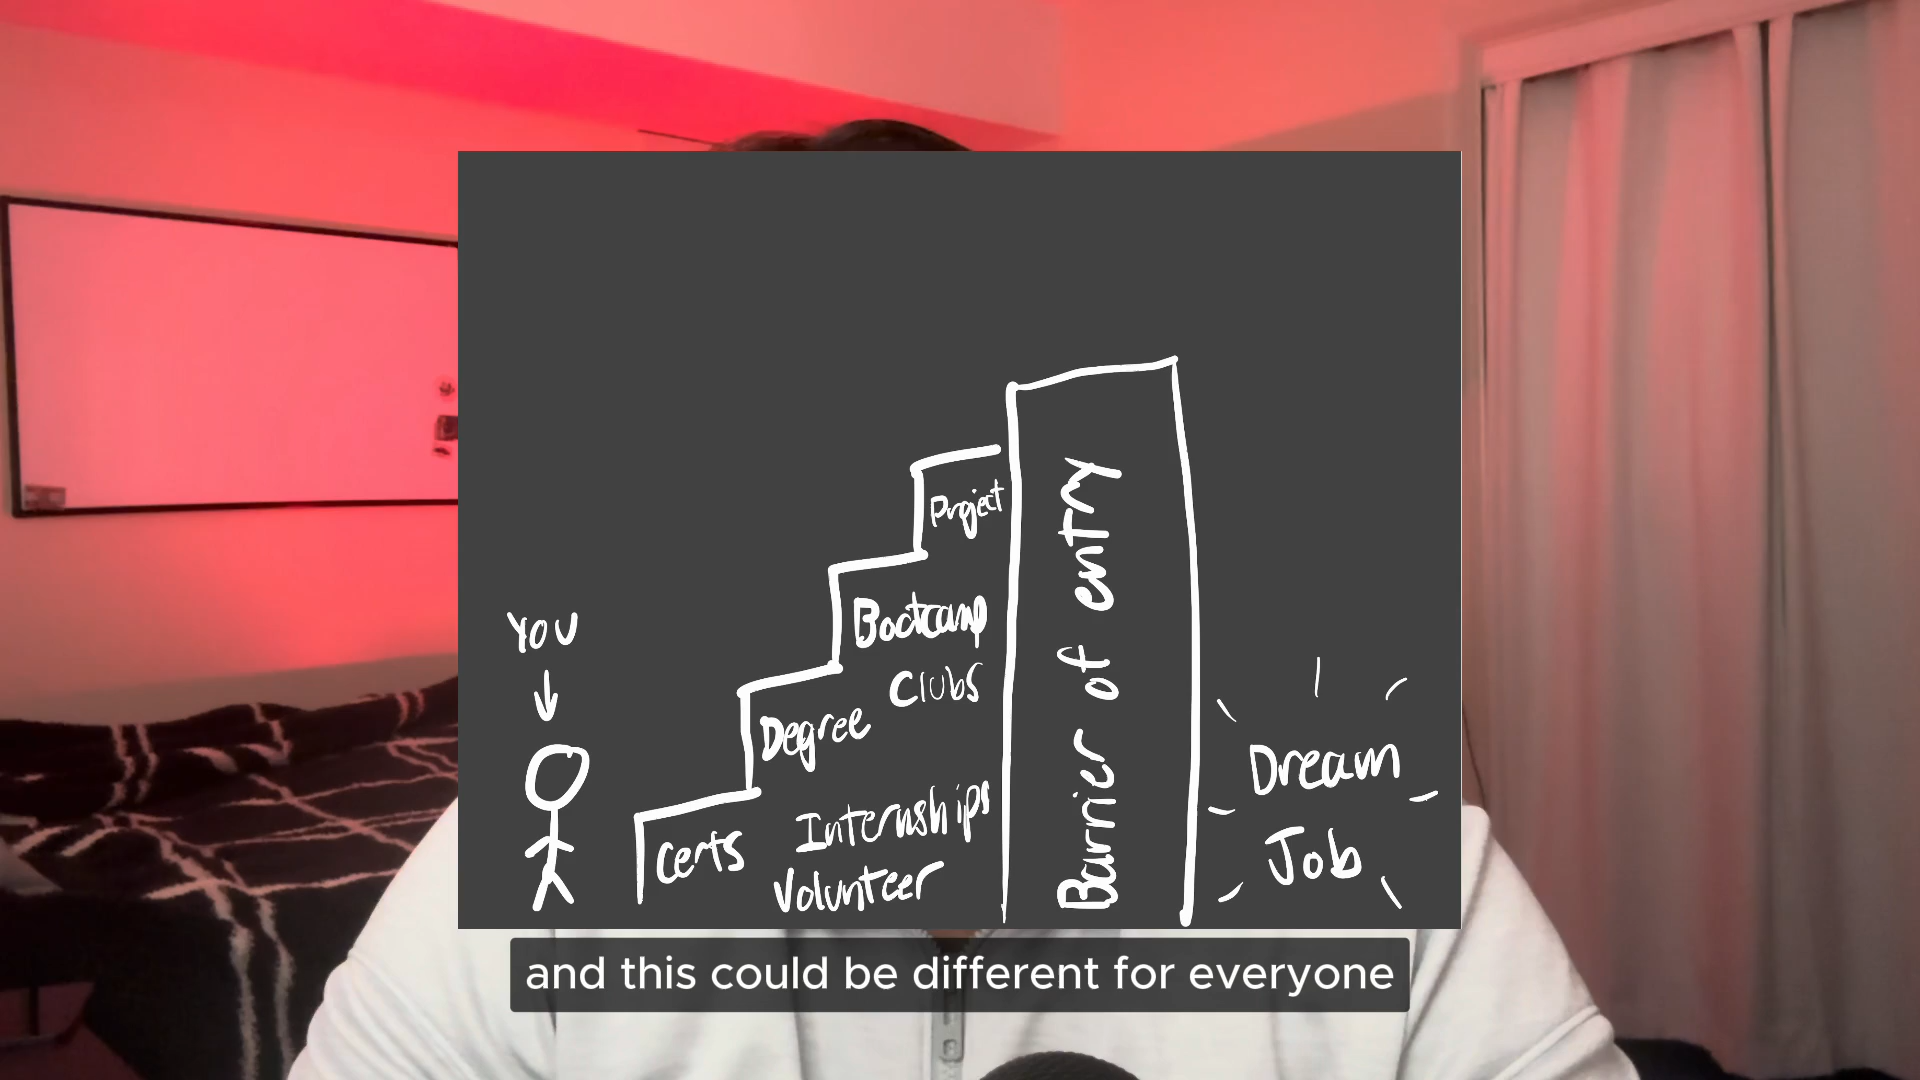 Project
Bootcamp
Clubs
YOU
Degree
Internships
Certs
Volunteer
Barrier of entry
Dream
Job
and this could be different for everyone